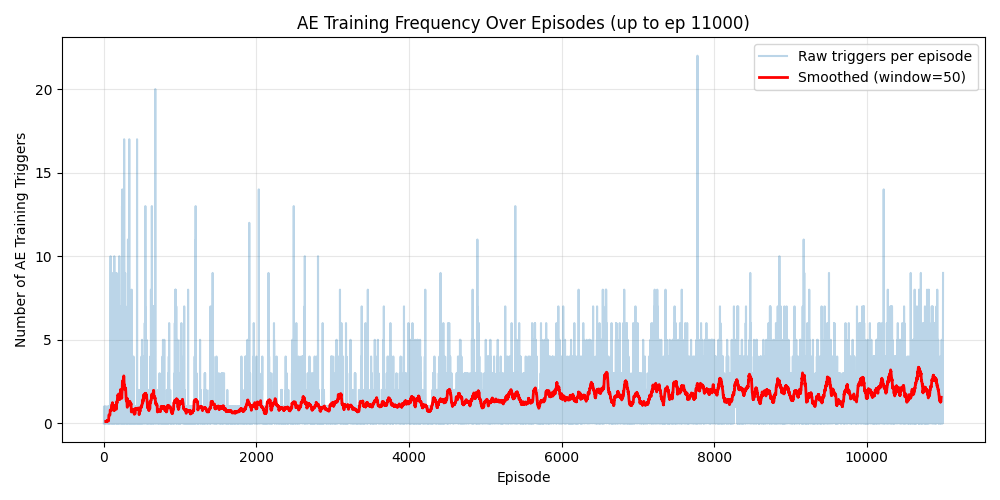 AE Training Frequency Over Episodes (up to ep 11000)
Raw triggers per episode
Smoothed (window=50)
Number of AE Training Triggers
20
15
10
5
0
0 2000 4000 6000 8000 10000
Episode